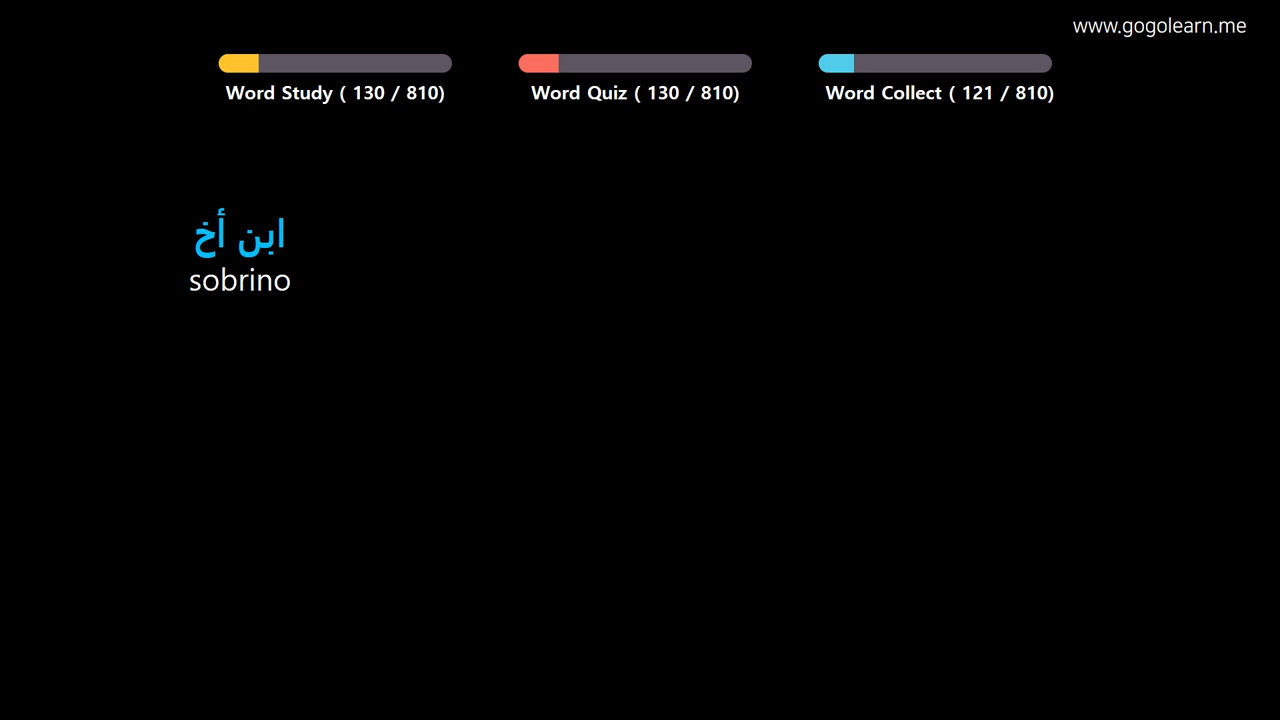 www.gogolearn.me
Word Study ( 130 / 810)
Word Quiz ( 130 / 810)
Word Collect ( 121 / 810)
ابن أخ
sobrino